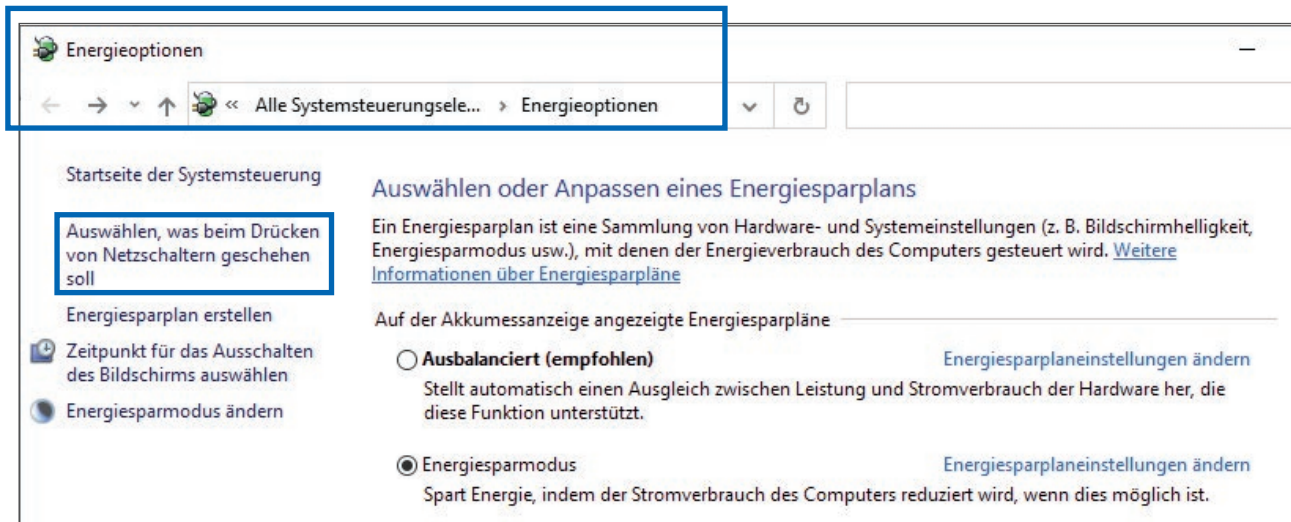 Energieoptionen
« Alle Systemsteuerungsele... › Energieoptionen
Startseite der Systemsteuerung
Auswählen, was beim Drücken
von Netzschaltern geschehen
soll
Energiesparplan erstellen
Zeitpunkt für das Ausschalten
des Bildschirms auswählen
Energiesparmodus ändern
Auswählen oder Anpassen eines Energiesparplans
Ein Energiesparplan ist eine Sammlung von Hardware- und Systemeinstellungen (z. B. Bildschirmhelligkeit,
Energiesparmodus usw.), mit denen der Energieverbrauch des Computers gesteuert wird. Weitere
Informationen über Energiesparpläne
Auf der Akkumessanzeige angezeigte Energiesparpläne
Ausbalanciert (empfohlen) Energiesparplaneinstellungen ändern
Stellt automatisch einen Ausgleich zwischen Leistung und Stromverbrauch der Hardware her, die
diese Funktion unterstützt.
Energiesparmodus Energiesparplaneinstellungen ändern
Spart Energie, indem der Stromverbrauch des Computers reduziert wird, wenn dies möglich ist.